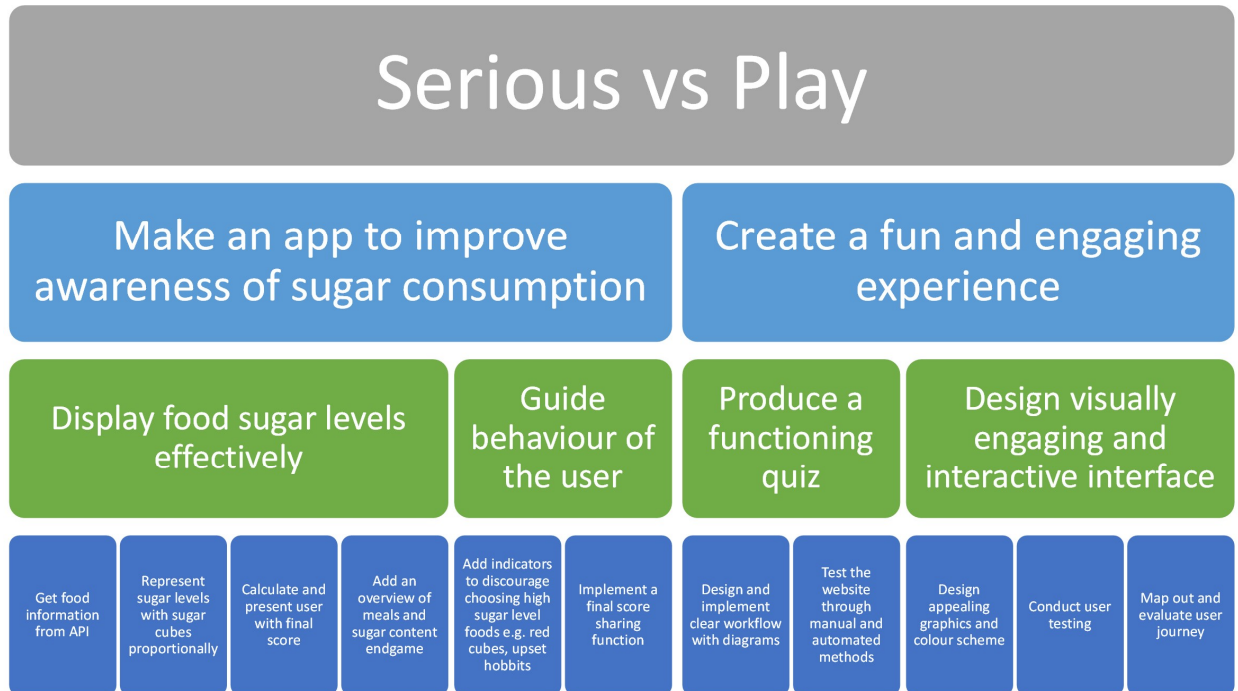 Serious vs Play
Make an app to improve
awareness of sugar consumption
Create a fun and engaging
experience
Display food sugar levels
effectively
Guide
behaviour of
the user
Produce a
functioning
quiz
Design visually
engaging and
interactive interface
Get food
information
from API
Represent
sugar levels
with sugar
cubes
proportionally
Calculate and
present user
with final
score
Add an
overview of
meals and
sugar content
endgame
Add indicators
to discourage
choosing high
sugar level
foods e.g. red
cubes, upset
hobbits
Implement a
final score
sharing
function
Design and
implement
clear workflow
with diagrams
Test the
website
through
manual and
automated
methods
Design
appealing
graphics and
colour scheme
Conduct user
testing
Map out and
evaluate user
journey